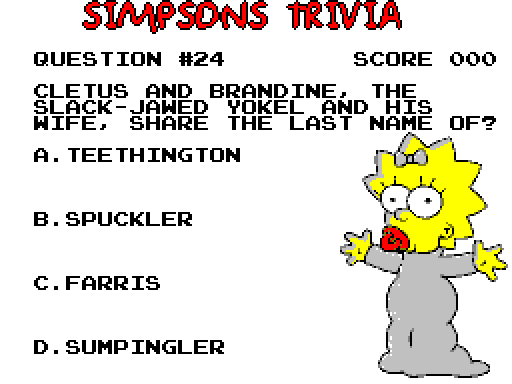 SIMPSONS TRIVIA
QUESTION #24 SCORE 000
CLETUS AND BRANDINE, THE
SLACK-JAWED YOKEL AND HIS
WIFE, SHARE THE LAST NAME OF?
A.TEETHINGTON
B.SPUCKLER
C.FARRIS
D.SUMPINGLER